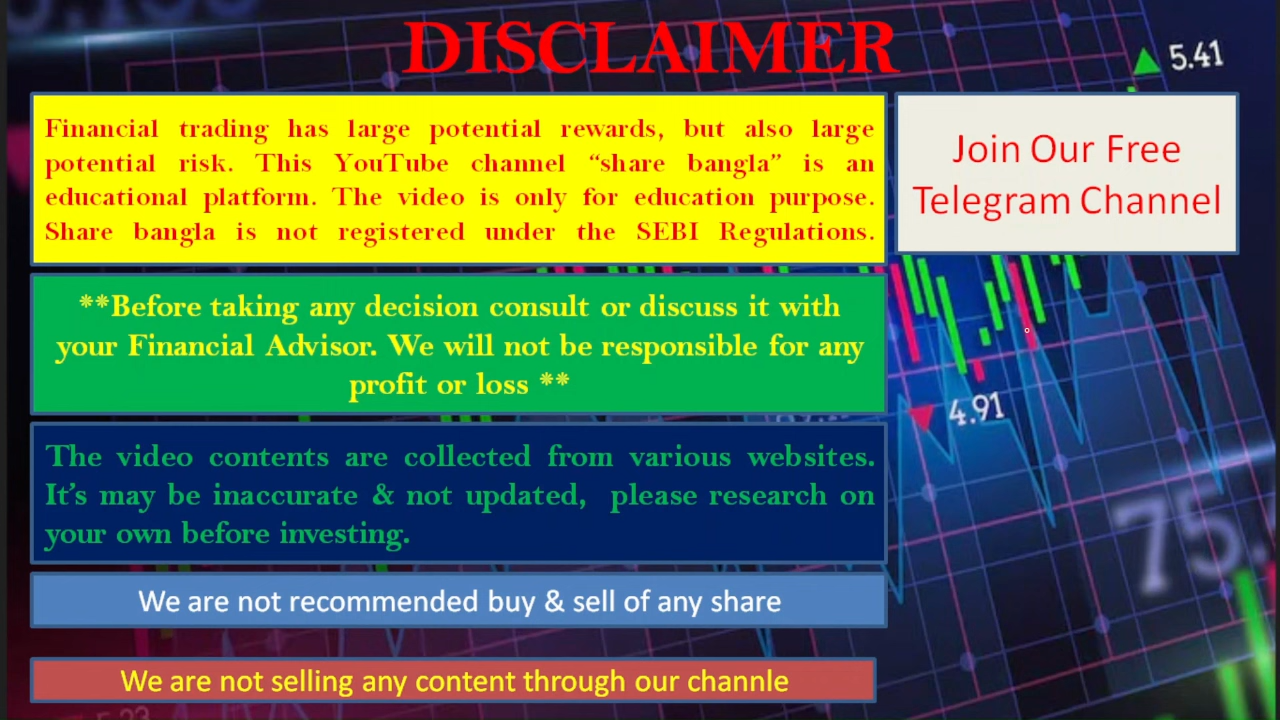 DISCLAIMER
5.41
Financial trading has large potential rewards, but also large
potential risk. This YouTube channel “share bangla” is an
educational platform. The video is only for education purpose.
Share bangla is not registered under the SEBI Regulations.
Join Our Free
Telegram Channel
**Before taking any decision consult or discuss it with
your Financial Advisor. We will not be responsible for any
profit or loss **
4.91
The video contents are collected from various websites.
It’s may be inaccurate & not updated, please research on
your own before investing.
75.
We are not recommended buy & sell of any share
We are not selling any content through our channle
5.23